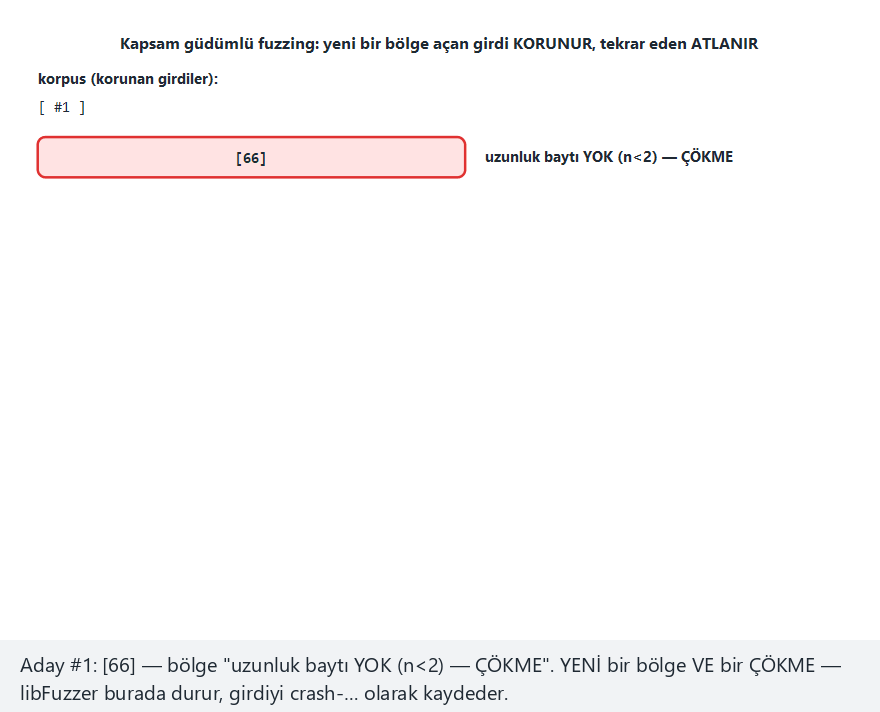 Kapsam güdümlü fuzzing: yeni bir bölge açan girdi KORUNUR, tekrar eden ATLANIR
korpus (korunan girdiler):
[ #1 ]
[66]
uzunluk baytı YOK (n<2) — ÇÖKME
Aday #1: [66] — bölge "uzunluk baytı YOK (n<2) — ÇÖKME". YENİ bir bölge VE bir ÇÖKME —
libFuzzer burada durur, girdiyi crash-… olarak kaydeder.